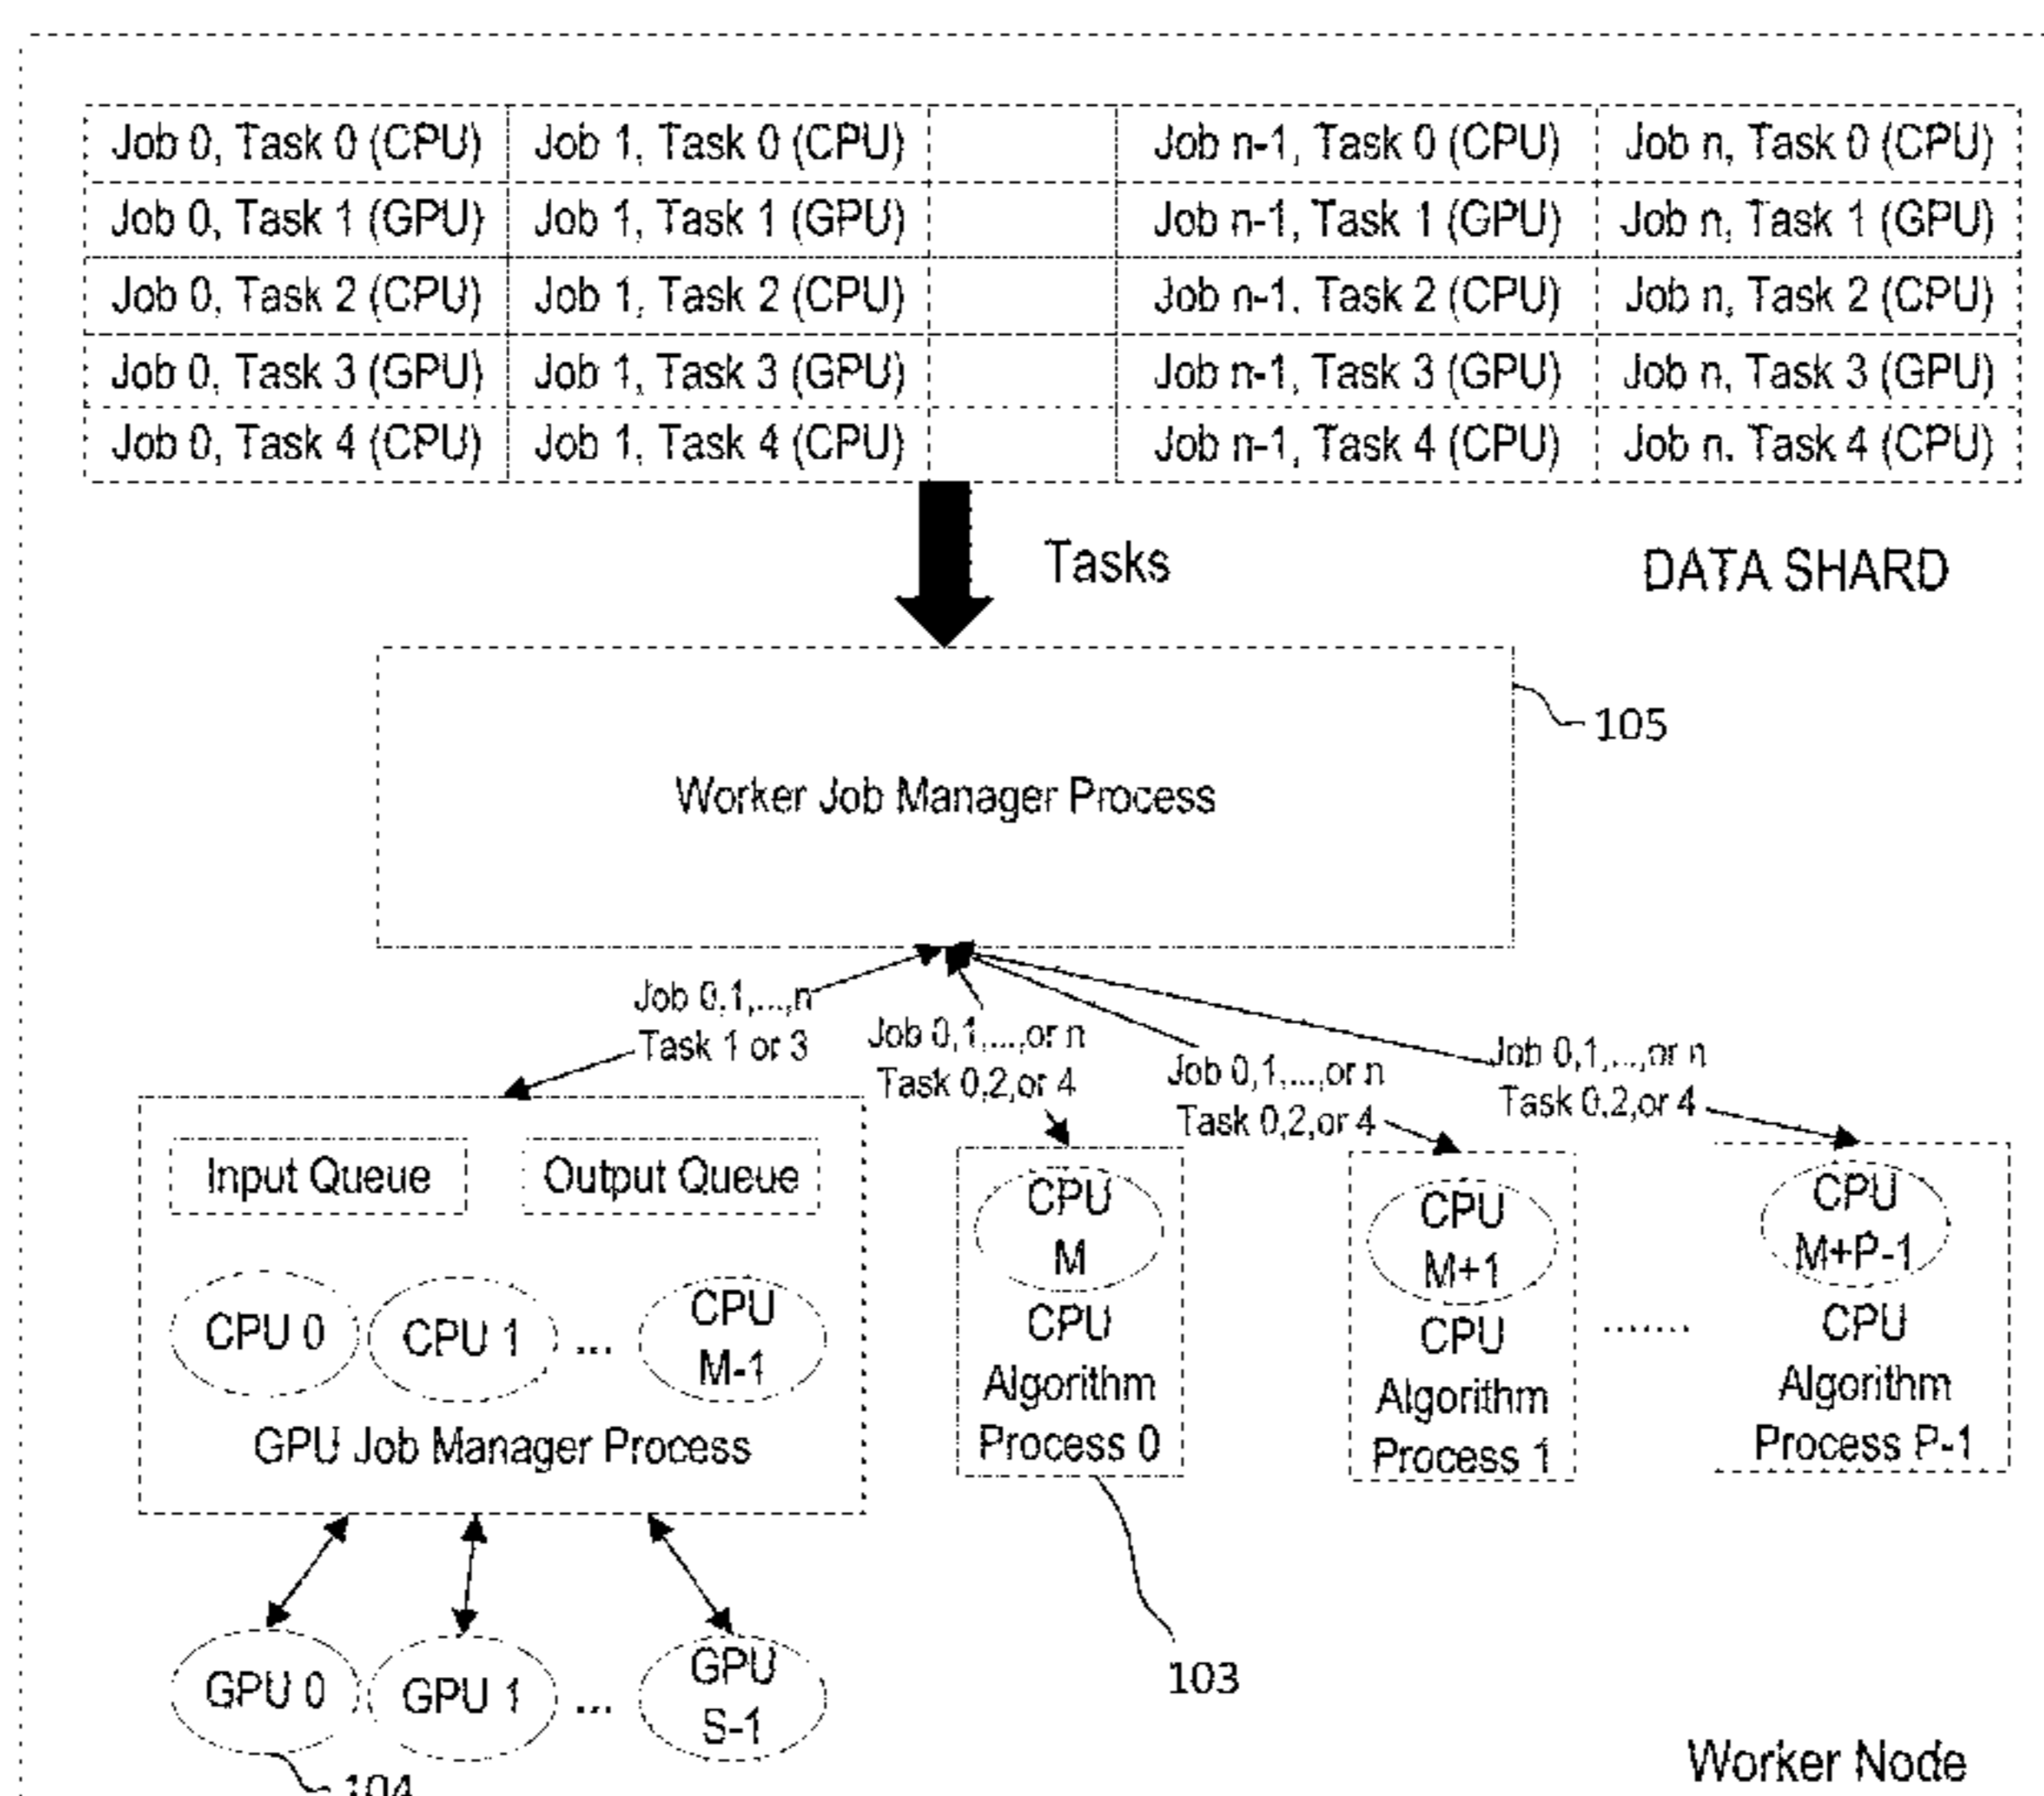 Job 0, Task 0 (CPU) Job 1, Task 0 (CPU) Job n-1, Task 0 (CPU) Job n, Task 0 (CPU)
Job 0, Task 1 (GPU) Job 1, Task 1 (GPU) Job n-1, Task 1 (GPU) Job n, Task 1 (GPU)
Job 0, Task 2 (CPU) Job 1, Task 2 (CPU) Job n-1, Task 2 (CPU) Job n, Task 2 (CPU)
Job 0, Task 3 (GPU) Job 1, Task 3 (GPU) Job n-1, Task 3 (GPU) Job n, Task 3 (GPU)
Job 0, Task 4 (CPU) Job 1, Task 4 (CPU) Job n-1, Task 4 (CPU) Job n, Task 4 (CPU)
Tasks
DATA SHARD
105
Worker Job Manager Process
Job 0,1,...,n
Task 1 or 3
Job 0,1,...,or n
Task 0,2,or 4
Job 0,1,...,or n
Task 0,2,or 4
Job 0,1,...,or n
Task 0,2,or 4
Input Queue
Output Queue
CPU 0
CPU 1
...
CPU
M-1
GPU Job Manager Process
CPU
M
CPU
Algorithm
Process 0
CPU
M+1
CPU
Algorithm
Process 1
.......
CPU
M+P-1
CPU
Algorithm
Process P-1
GPU 0
GPU 1
...
GPU
S-1
103
104
Worker Node